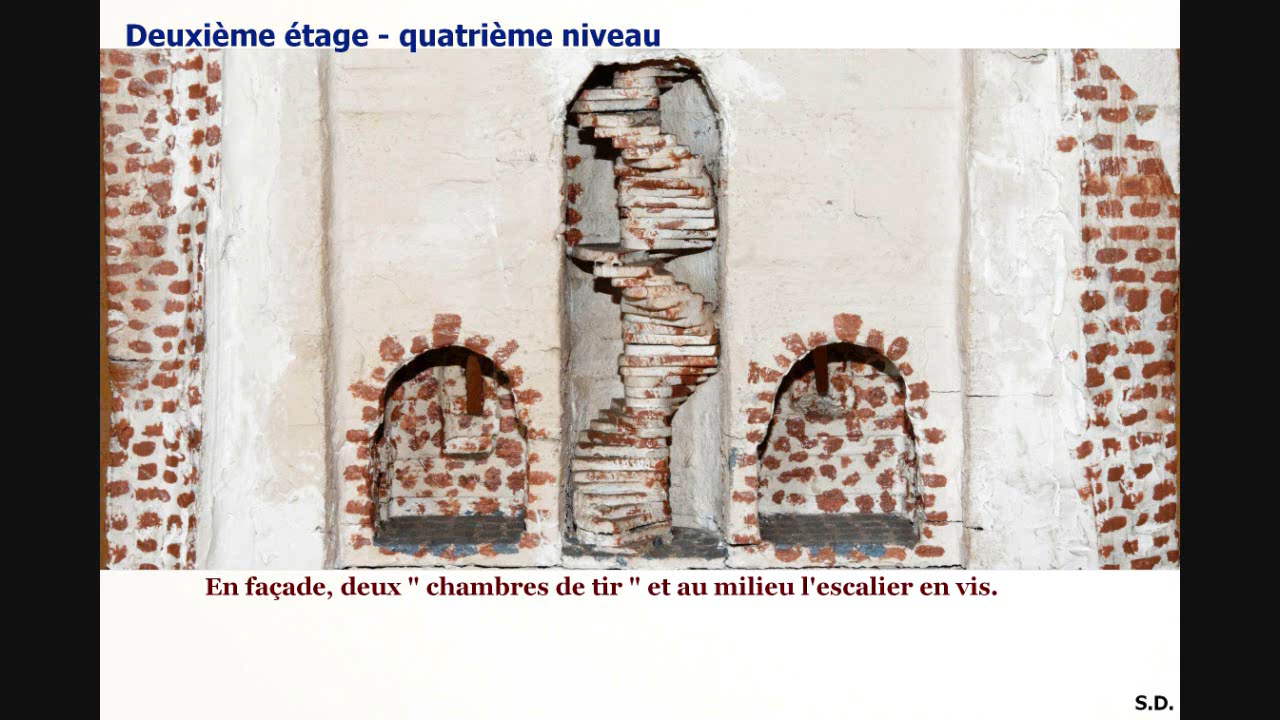 Deuxième étage - quatrième niveau
En façade, deux " chambres de tir " et au milieu l'escalier en vis.
S.D.